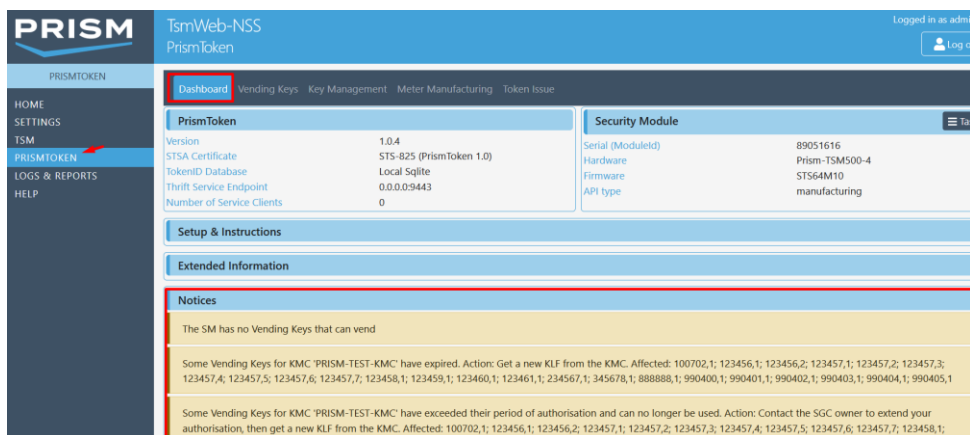 PRISM
TsmWeb-NSS
PrismToken
Logged in as
PRISMTOKEN
HOME
SETTINGS
TSM
PRISMTOKEN
LOGS & REPORTS
HELP
Dashboard Vending Keys Key Management Meter Manufacturing Token Issue
PrismToken
Version 1.0.4
STSA Certificate STS-825 (PrismToken 1.0)
TokenID Database Local Sqlite
Thrift Service Endpoint 0.0.0.0:9443
Number of Service Clients 0
Security Module
Serial (ModuleId) 89051616
Hardware Prism-TSM500-4
Firmware STS64M10
API type manufacturing
Setup & Instructions
Extended Information
Notices
The SM has no Vending Keys that can vend
Some Vending Keys for KMC 'PRISM-TEST-KMC' have expired. Action: Get a new KLF from the KMC. Affected: 100702,1; 123456,1; 123456,2; 123457,1; 123457,2; 123457,3;
123457,4; 123457,5; 123457,6; 123457,7; 123458,1; 123459,1; 123460,1; 123461,1; 234567,1; 345678,1; 888888,1; 990400,1; 990401,1; 990402,1; 990403,1; 990404,1; 990405,1
Some Vending Keys for KMC 'PRISM-TEST-KMC' have exceeded their period of authorisation and can no longer be used. Action: Contact the SGC owner to extend your
authorisation, then get a new KLF from the KMC. Affected: 100702,1; 123456,1; 123456,2; 123457,1; 123457,2; 123457,3; 123457,4; 123457,5; 123457,6; 123457,7; 123458,1;